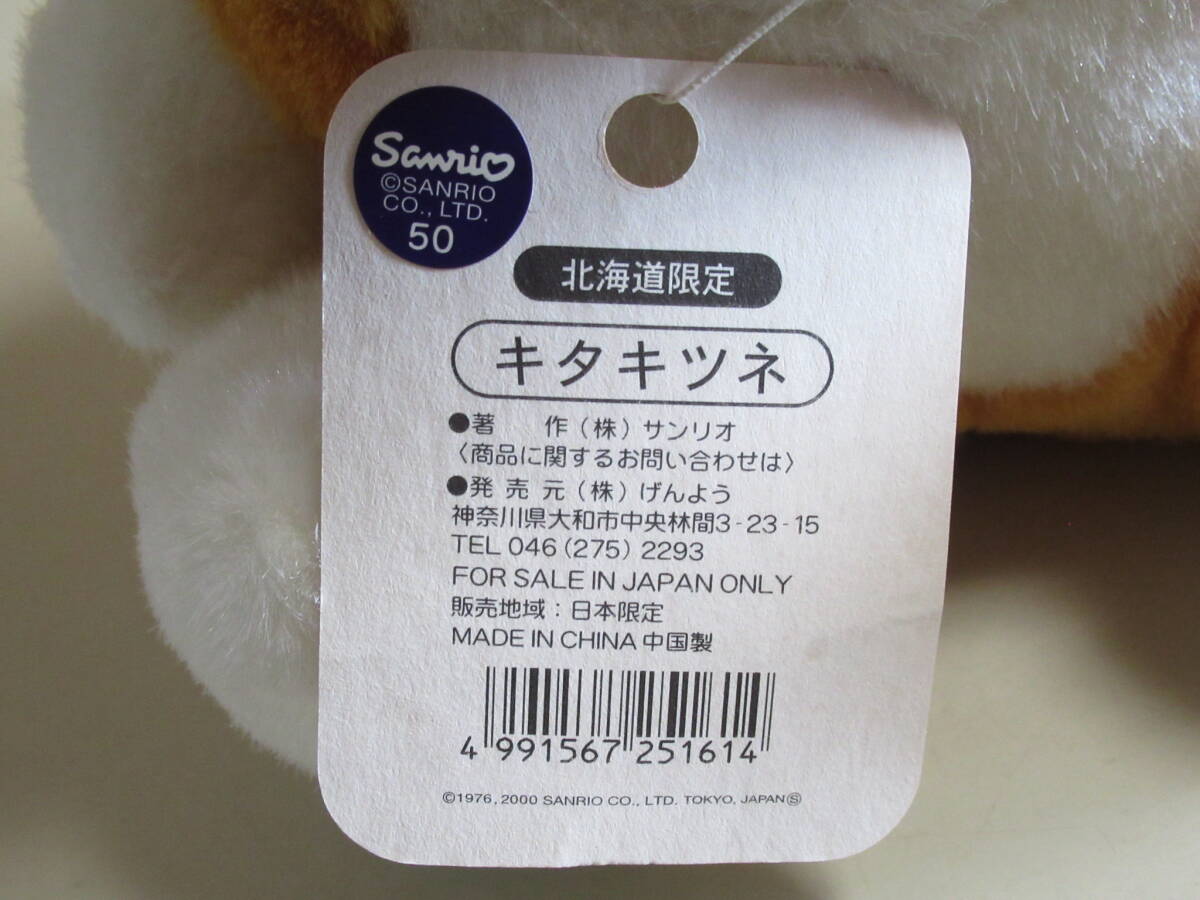 Sanrio
©SANRIO
CO., LTD.
50
北海道限定
キタキツネ
●著　作（株）サンリオ
〈商品に関するお問い合わせは〉
●発 売 元（株）げんよう
神奈川県大和市中央林間3-23-15
TEL 046(275)2293
FOR SALE IN JAPAN ONLY
販売地域：日本限定
MADE IN CHINA 中国製
4 991567 251614
©1976, 2000 SANRIO CO., LTD. TOKYO, JAPAN Ⓢ